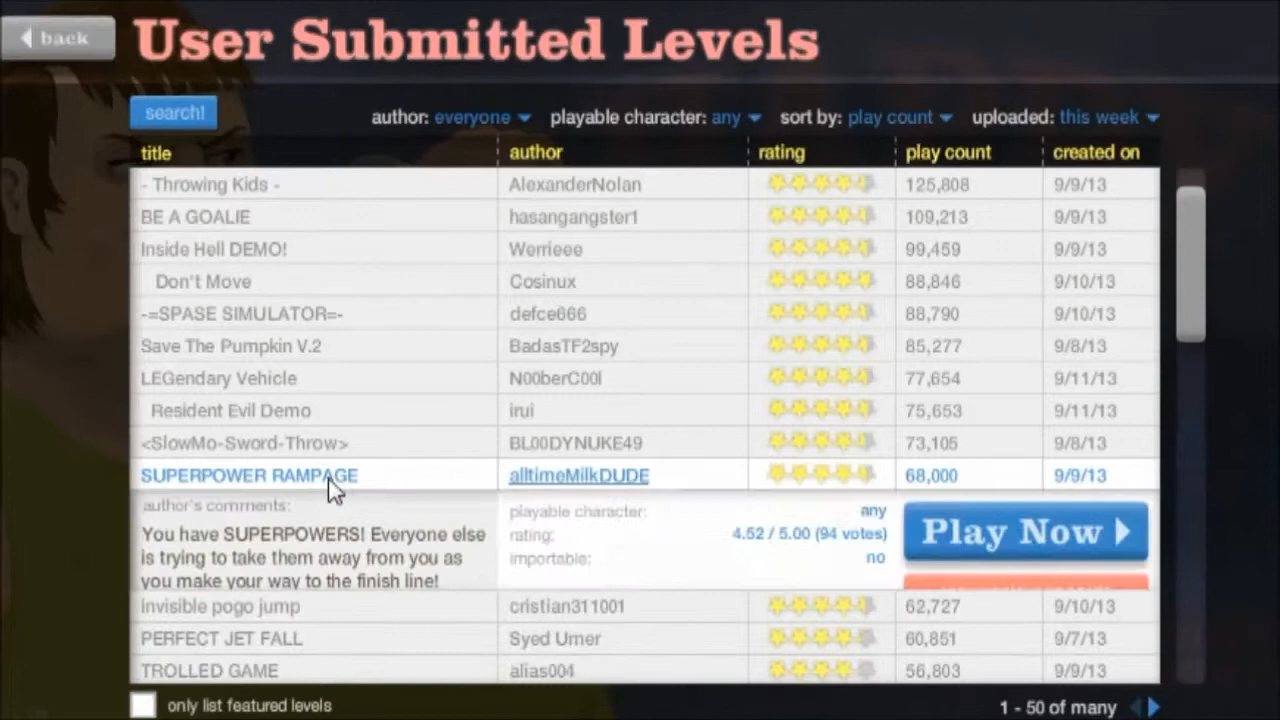 back
User Submitted Levels
search!
author: everyone playable character: any sort by: play count uploaded: this week
title author rating play count created on
- Throwing Kids - AlexanderNolan 125,808 9/9/13
BE A GOALIE hasangangster1 109,213 9/9/13
Inside Hell DEMO! Werrieee 99,459 9/9/13
Don't Move Cosinux 88,846 9/10/13
-=SPASE SIMULATOR=- defce666 88,790 9/10/13
Save The Pumpkin V.2 BadasTF2spy 85,277 9/8/13
LEGendary Vehicle N00berC00l 77,654 9/11/13
Resident Evil Demo irui 75,653 9/11/13
<SlowMo-Sword-Throw> BL00DYNUKE49 73,105 9/8/13
SUPERPOWER RAMPAGE alltimeMilkDUDE 68,000 9/9/13
author's comments:
You have SUPERPOWERS! Everyone else
is trying to take them away from you as
you make your way to the finish line!
playable character: any
rating: 4.52 / 5.00 (94 votes)
importable: no
Play Now
Invisible pogo jump cristian311001 62,727 9/10/13
PERFECT JET FALL Syed Umer 60,851 9/7/13
TROLLED GAME alias004 56,803 9/9/13
only list featured levels
1 - 50 of many